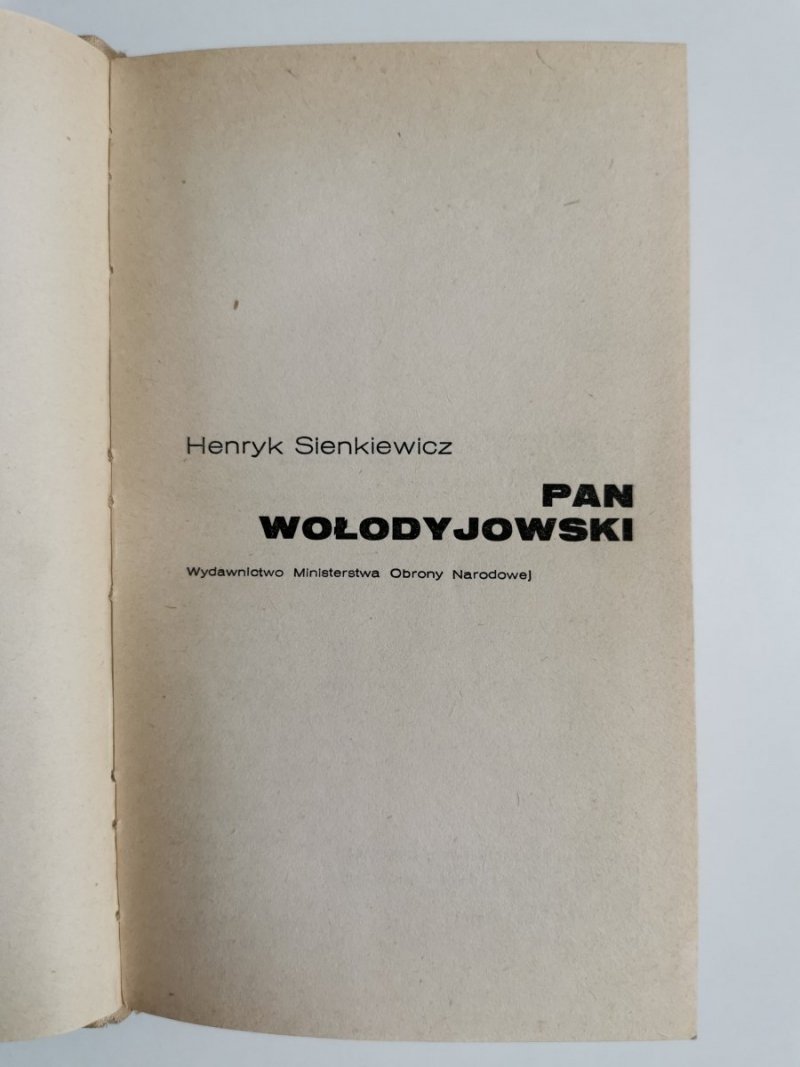 Henryk Sienkiewicz
PAN
WOŁODYJOWSKI
Wydawnictwo Ministerstwa Obrony Narodowej